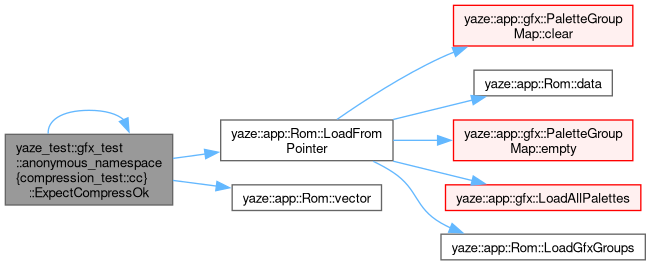 yaze_test::gfx_test
::anonymous_namespace
{compression_test::cc}
::ExpectCompressOk
yaze::app::Rom::LoadFrom
Pointer
yaze::app::Rom::vector
yaze::app::gfx::PaletteGroup
Map::clear
yaze::app::Rom::data
yaze::app::gfx::PaletteGroup
Map::empty
yaze::app::gfx::LoadAllPalettes
yaze::app::Rom::LoadGfxGroups